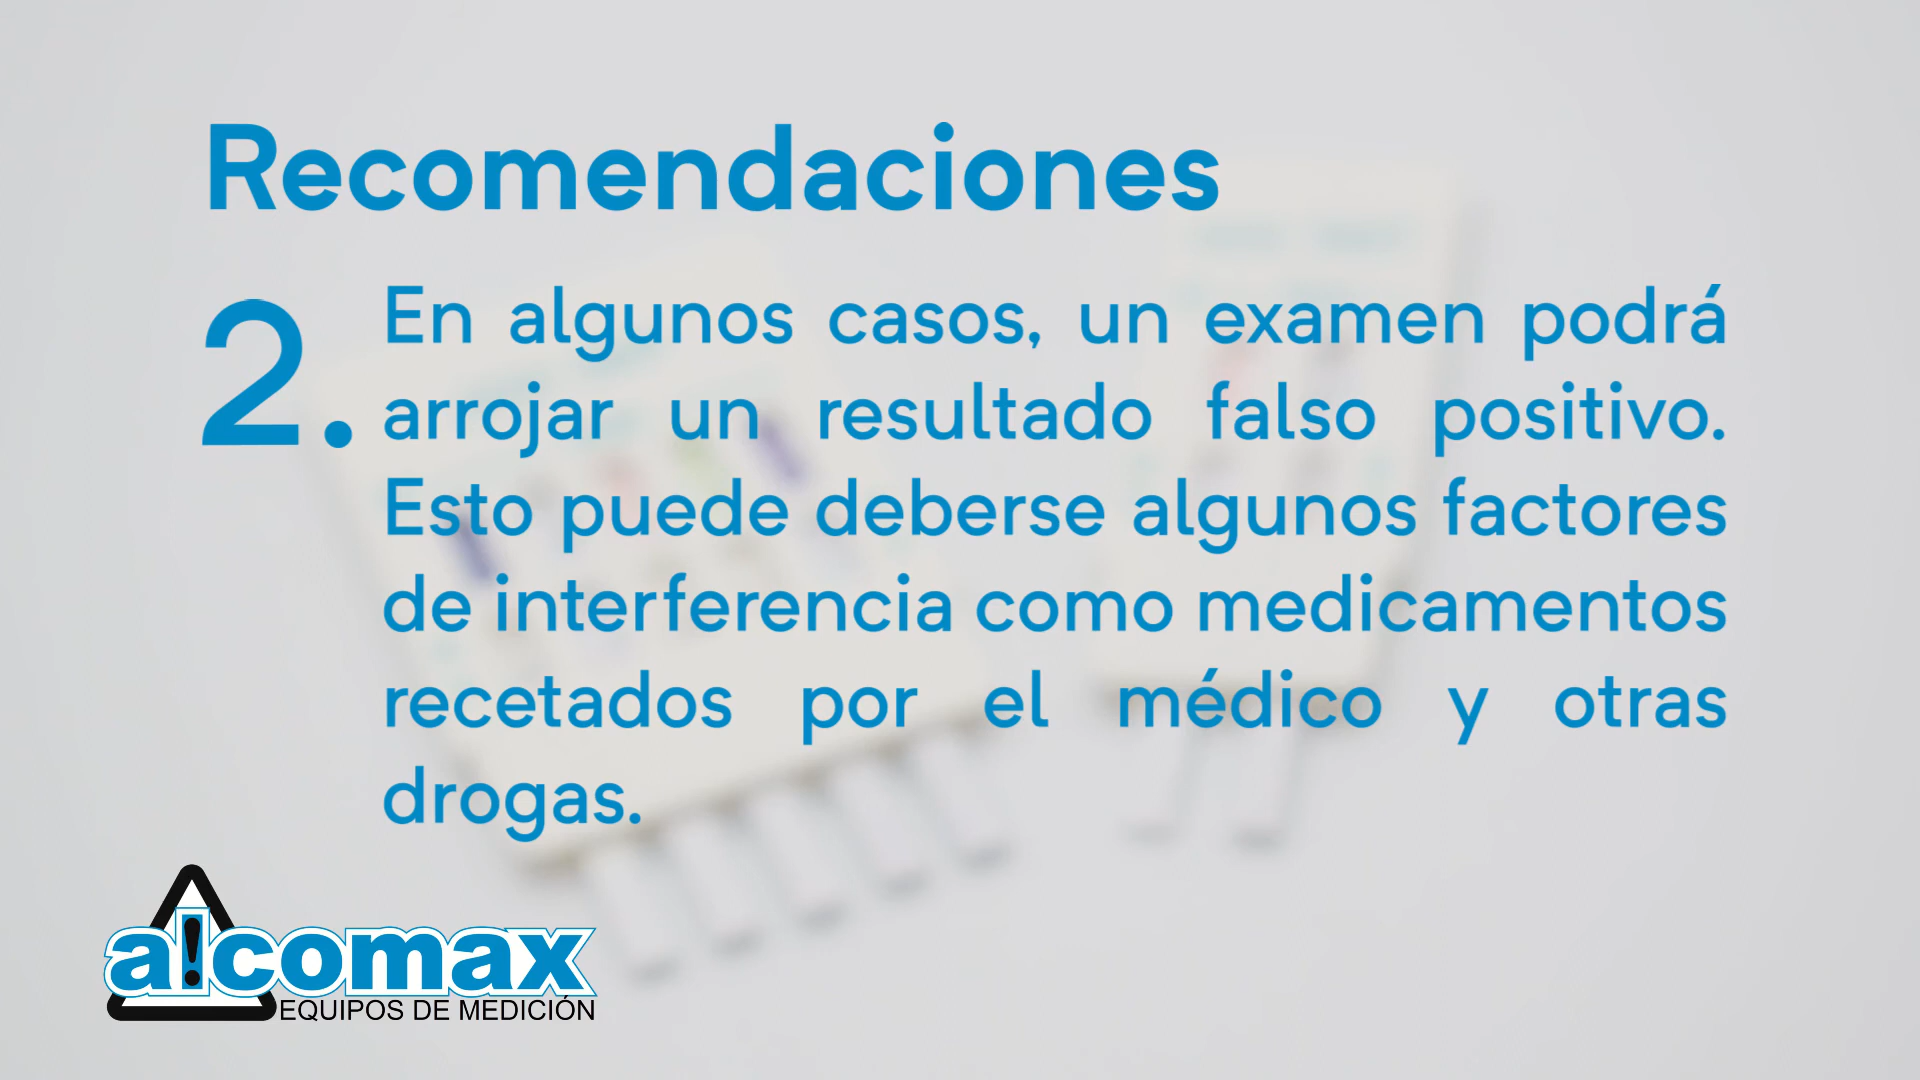 Recomendaciones
2. En algunos casos, un examen podrá
arrojar un resultado falso positivo.
Esto puede deberse algunos factores
de interferencia como medicamentos
recetados por el médico y otras
drogas.
alcomax
EQUIPOS DE MEDICIÓN